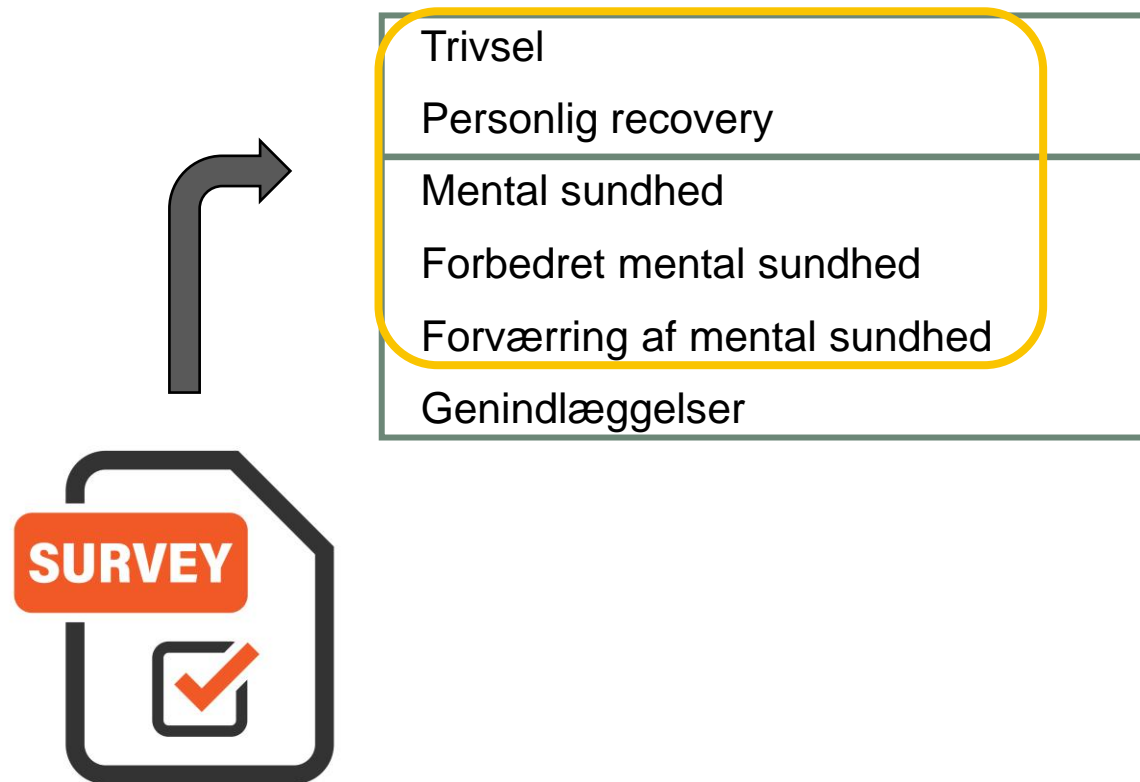 Trivsel
Personlig recovery
Mental sundhed
Forbedret mental sundhed
Forværring af mental sundhed
Genindlæggelser
SURVEY